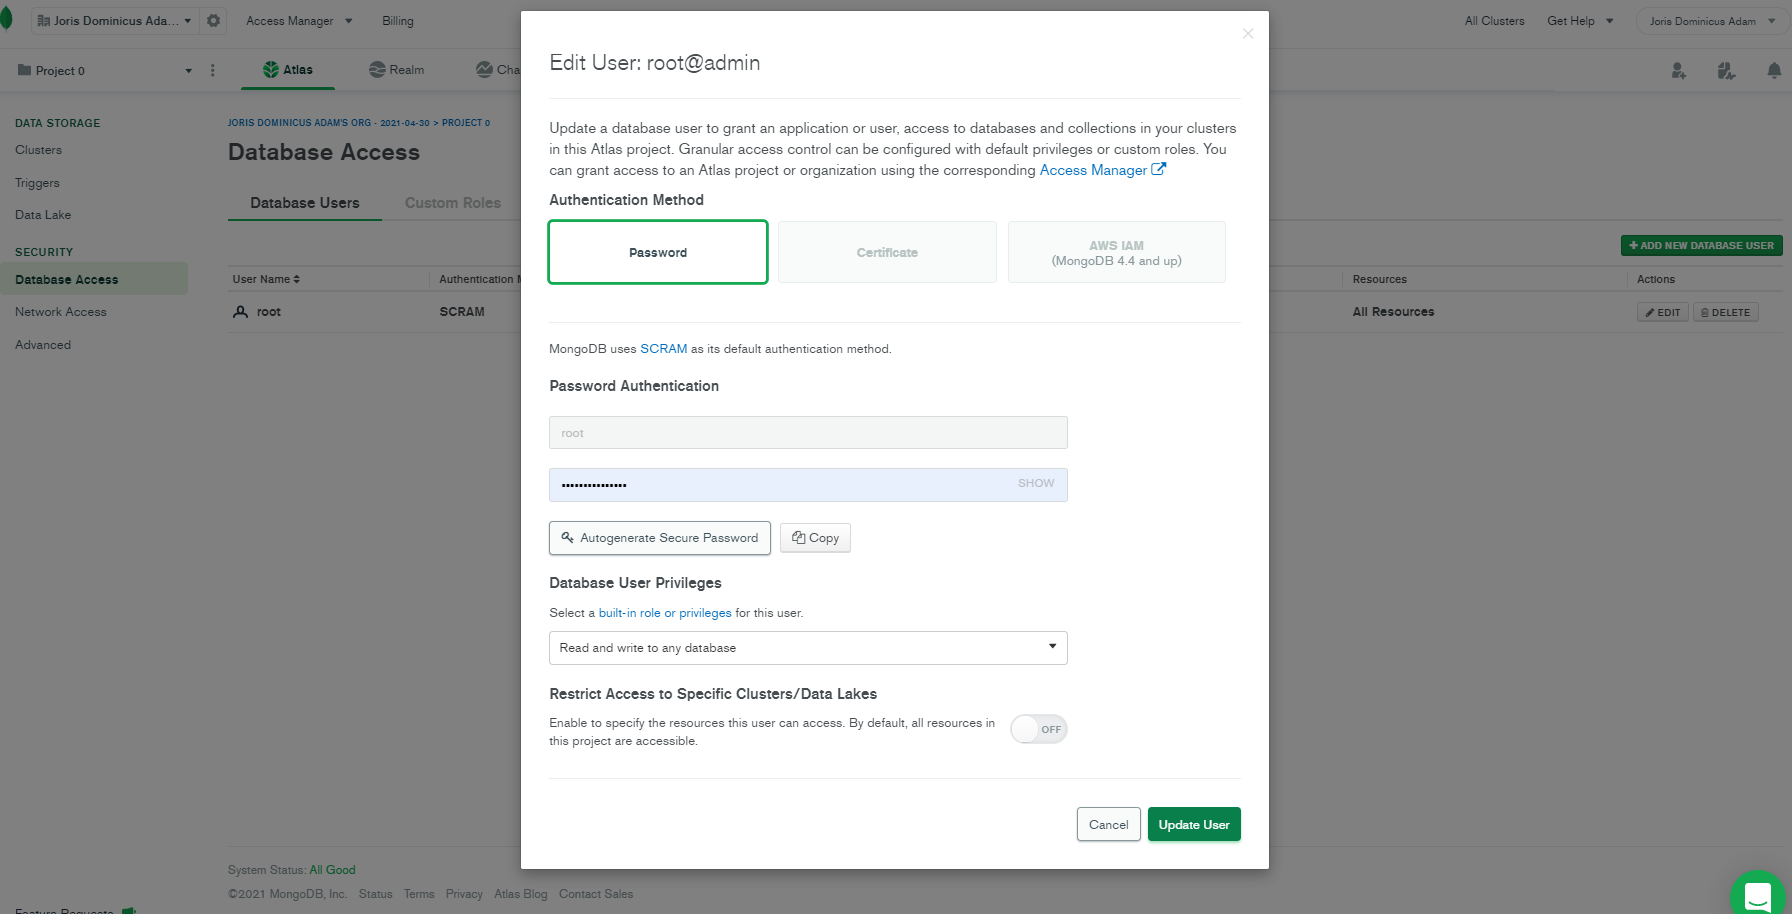 Joris Dominicus Ada...
Access Manager
Billing
All Clusters
Get Help
Joris Dominicus Adam
Project 0
Atlas
Realm
Cha
DATA STORAGE
Clusters
Triggers
Data Lake
SECURITY
Database Access
Network Access
Advanced
JORIS DOMINICUS ADAM'S ORG - 2021-04-30 > PROJECT 0
Database Access
Database Users
Custom Roles
+ ADD NEW DATABASE USER
User Name
Authentication M
Resources
Actions
root
SCRAM
All Resources
EDIT
DELETE
Edit User: root@admin
Update a database user to grant an application or user, access to databases and collections in your clusters
in this Atlas project. Granular access control can be configured with default privileges or custom roles. You
can grant access to an Atlas project or organization using the corresponding Access Manager
Authentication Method
Password
Certificate
AWS IAM
(MongoDB 4.4 and up)
MongoDB uses SCRAM as its default authentication method.
Password Authentication
root
•••••••••••••••
SHOW
Autogenerate Secure Password
Copy
Database User Privileges
Select a built-in role or privileges for this user.
Read and write to any database
Restrict Access to Specific Clusters/Data Lakes
Enable to specify the resources this user can access. By default, all resources in
this project are accessible.
OFF
Cancel
Update User
System Status: All Good
©2021 MongoDB, Inc.
Status
Terms
Privacy
Atlas Blog
Contact Sales
Feature Requests